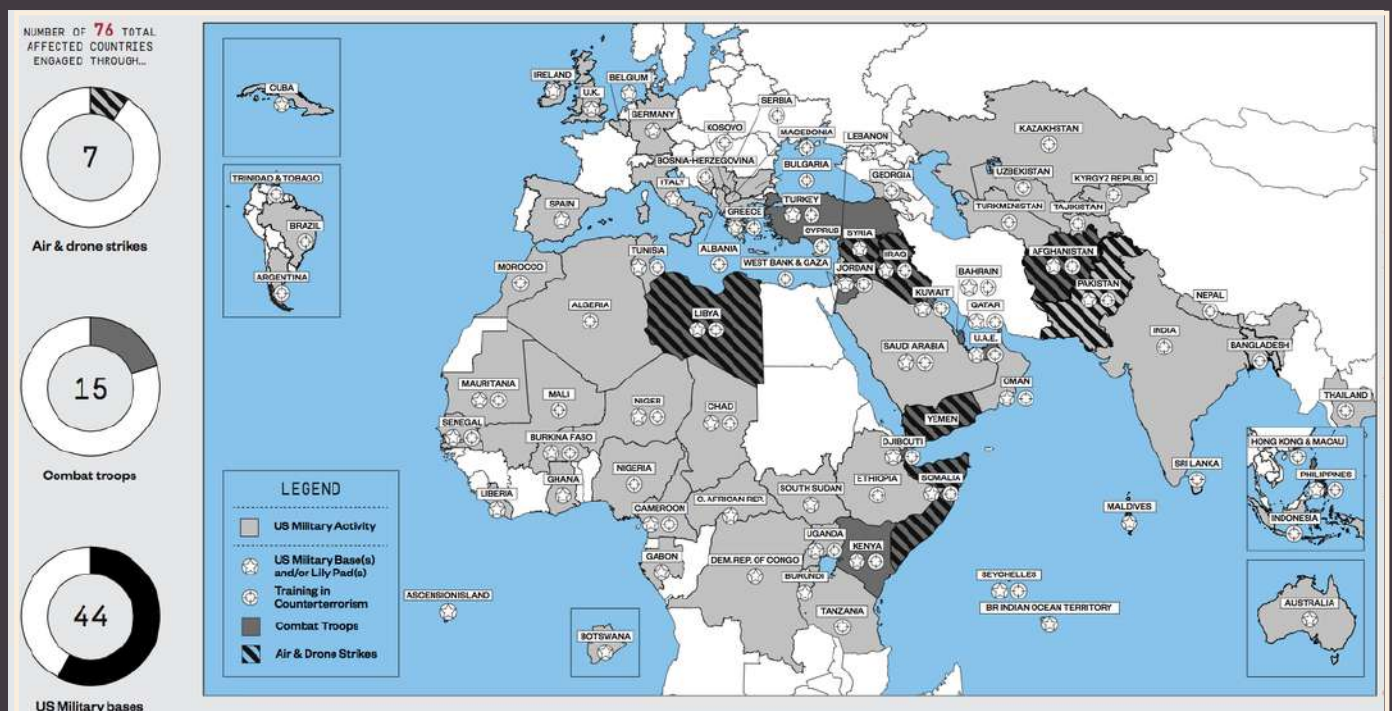 NUMBER OF 76 TOTAL
AFFECTED COUNTRIES
ENGAGED THROUGH...
7
Air & drone strikes
15
Combat troops
44
US Military bases
CUBA
TRINIDAD & TOBAGO
BRAZIL
ARGENTINA
IRELAND
U.K.
BELGIUM
GERMANY
SERBIA
KOSOVO
MACEDONIA
LEBANON
BOSNIA-HERZEGOVINA
BULGARIA
GEORGIA
ITALY
SPAIN
GREECE
TURKEY
CYPRUS
SYRIA
IRAQ
ALBANIA
TUNISIA
WEST BANK & GAZA
JORDAN
MOROCCO
ALGERIA
LIBYA
KUWAIT
BAHRAIN
QATAR
U.A.E.
SAUDI ARABIA
OMAN
YEMEN
KAZAKHSTAN
UZBEKISTAN
KYRGYZ REPUBLIC
TURKMENISTAN
TAJIKISTAN
AFGHANISTAN
PAKISTAN
NEPAL
INDIA
BANGLADESH
THAILAND
HONG KONG & MACAU
PHILIPPINES
INDONESIA
SRI LANKA
MALDIVES
MAURITANIA
MALI
NIGER
CHAD
SENEGAL
BURKINA FASO
NIGERIA
GHANA
LIBERIA
CAMEROON
C. AFRICAN REP.
SOUTH SUDAN
ETHIOPIA
DJIBOUTI
SOMALIA
UGANDA
KENYA
GABON
DEM. REP. OF CONGO
BURUNDI
TANZANIA
SEYCHELLES
BR INDIAN OCEAN TERRITORY
ASCENSION ISLAND
BOTSWANA
AUSTRALIA
LEGEND
US Military Activity
US Military Base(s)
and/or Lily Pad(s)
Training in
Counterterrorism
Combat Troops
Air & Drone Strikes